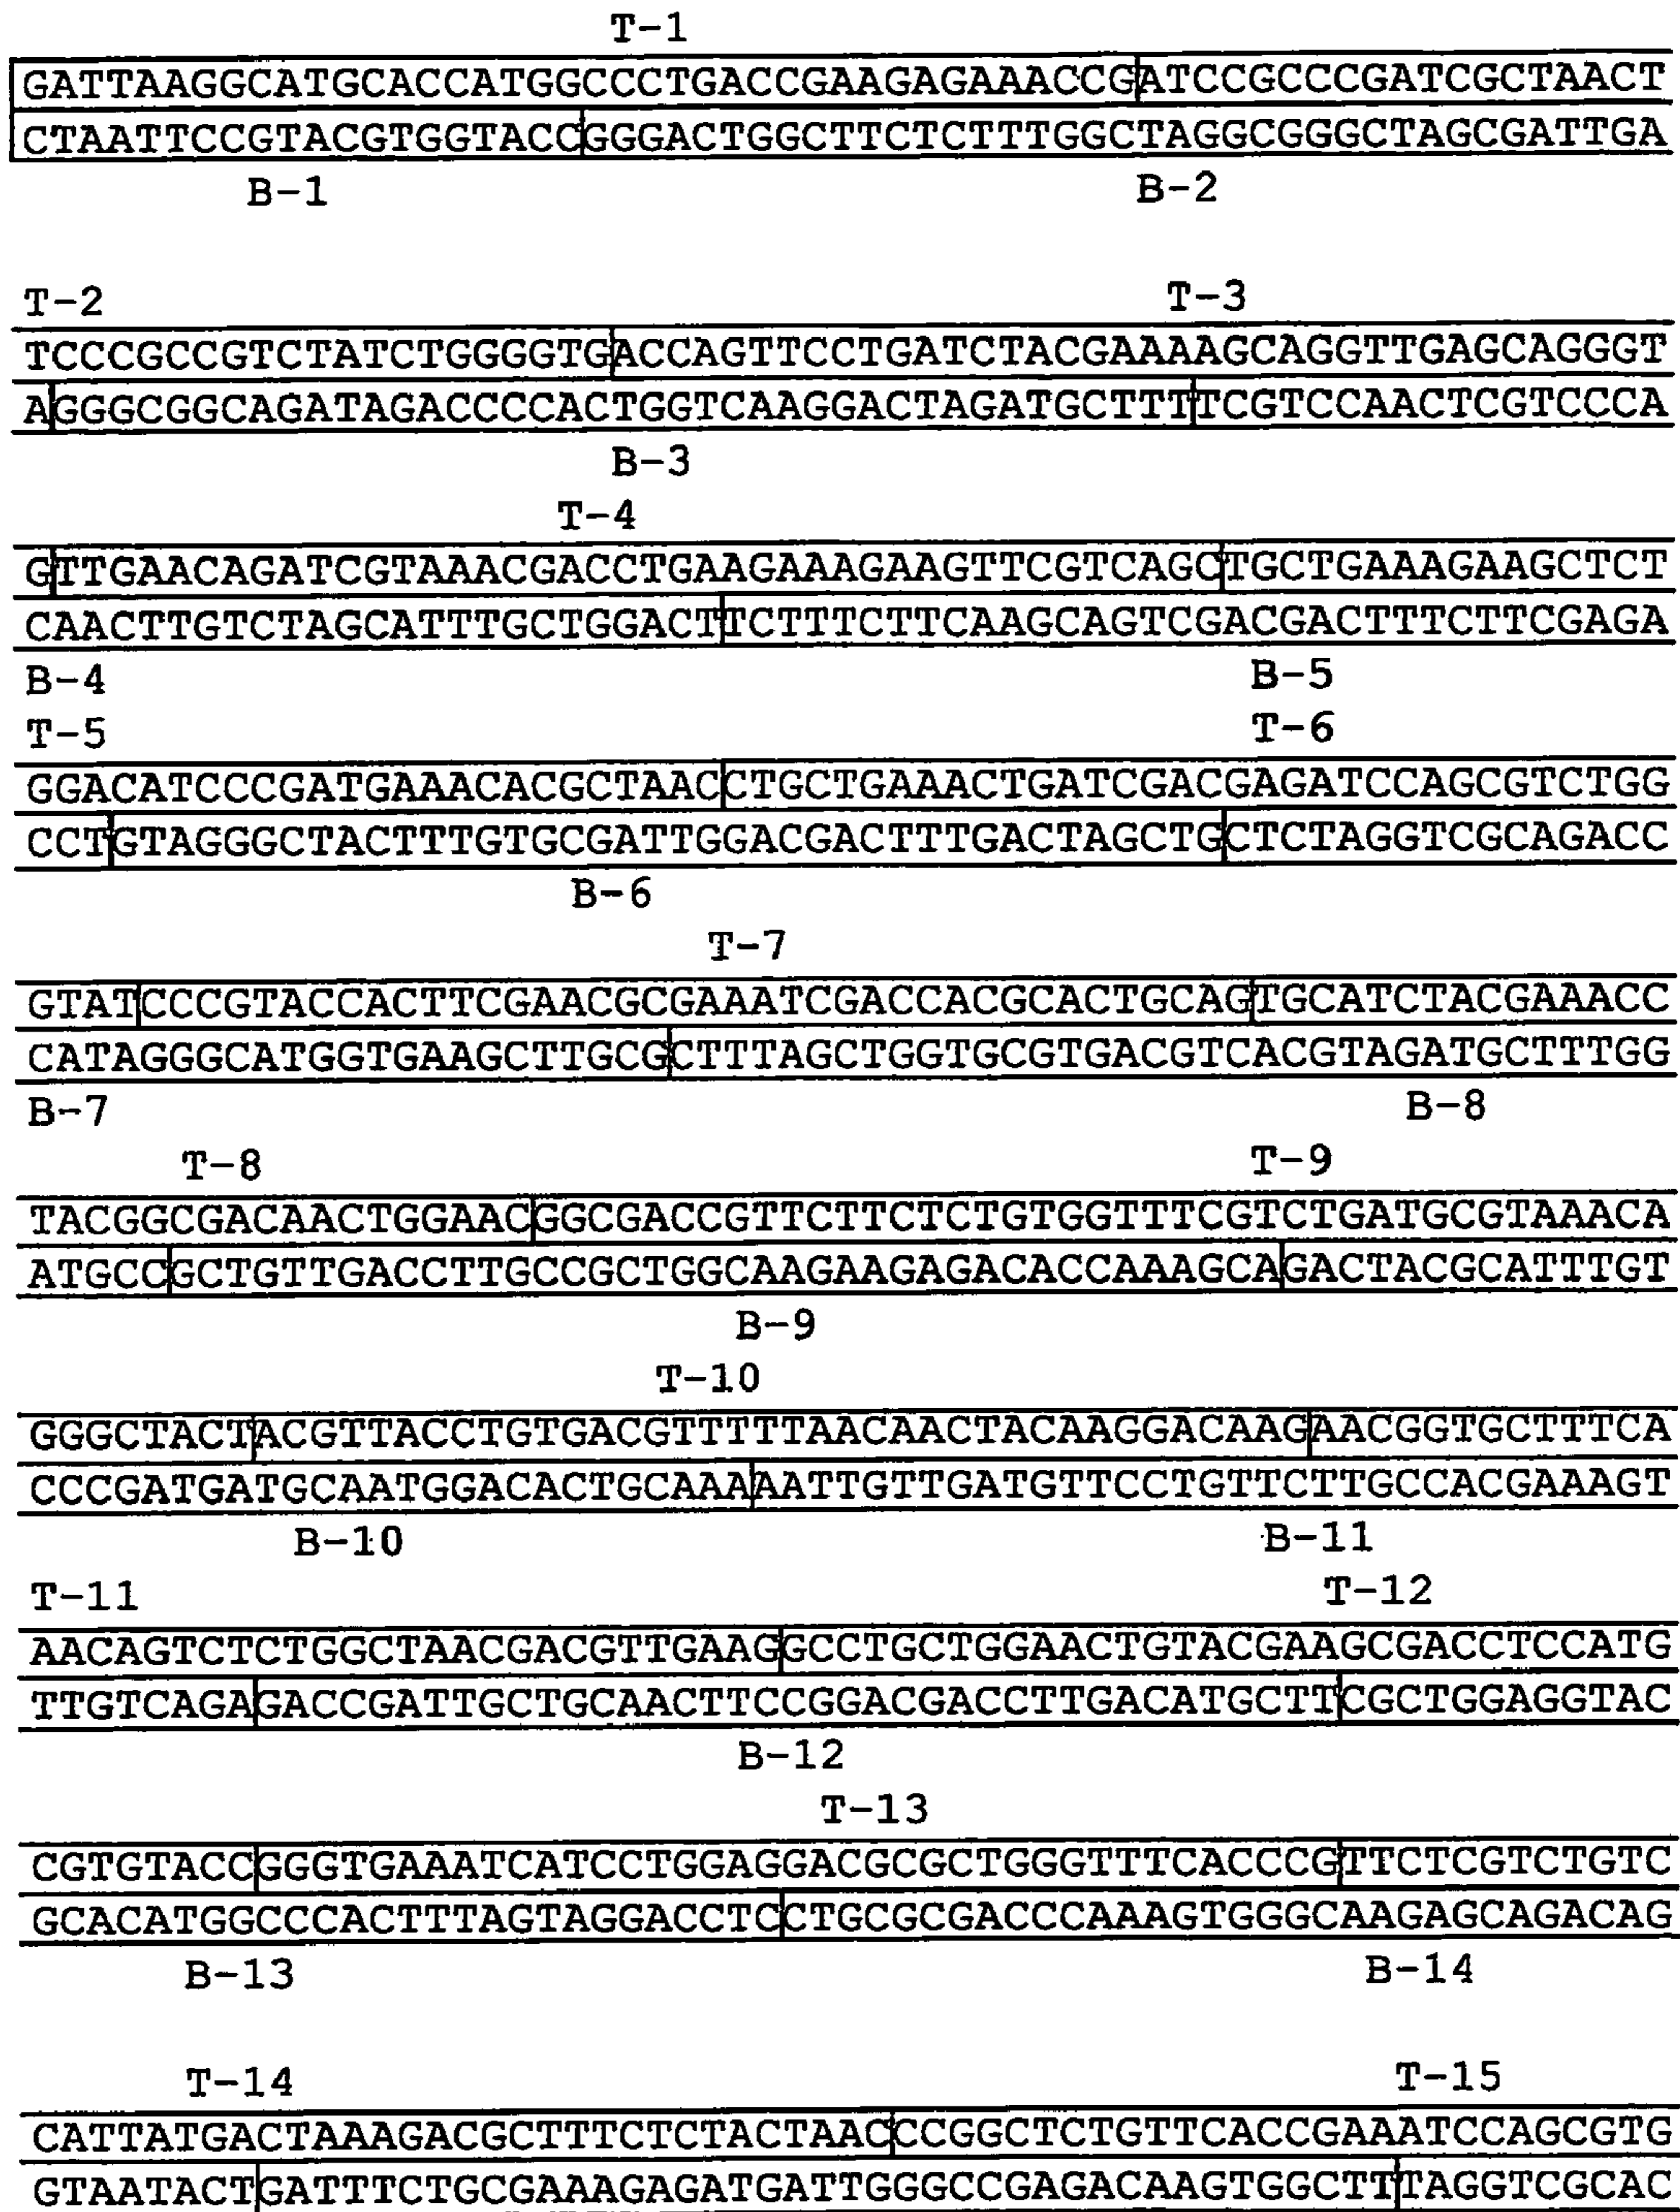 T-1
GATTAAGGCATGCACCATGGCCCTGACCGAAGAGAAACCGATCCGCCCGATCGCTAACT
CTAATTCCGTACGTGGTACCGGGACTGGCTTCTCTTTGGCTAGGCGGGCTAGCGATTGA
B-1 B-2
T-2 T-3
TCCCGCCGTCTATCTGGGGTGACCAGTTCCTGATCTACGAAAAGCAGGTTGAGCAGGGT
AGGGCGGCAGATAGACCCCACTGGTCAAGGACTAGATGCTTTTCGTCCAACTCGTCCCA
B-3
T-4
GTTGAACAGATCGTAAACGACCTGAAGAAAGAAGTTCGTCAGCTGCTGAAAGAAGCTCT
CAACTTGTCTAGCATTTGCTGGACTTCTTTCTTCAAGCAGTCGACGACTTTCTTCGAGA
B-4 B-5
T-5 T-6
GGACATCCCGATGAAACACGCTAACCTGCTGAAACTGATCGACGAGATCCAGCGTCTGG
CCTGTAGGGCTACTTTGTGCGATTGGACGACTTTGACTAGCTGCTCTAGGTCGCAGACC
B-6
T-7
GTATCCCGTACCACTTCGAACGCGAAATCGACCACGCACTGCAGTGCATCTACGAAACC
CATAGGGCATGGTGAAGCTTGCGCTTTAGCTGGTGCGTGACGTCACGTAGATGCTTTGG
B-7 B-8
T-8 T-9
TACGGCGACAACTGGAACGGCGACCGTTCTTCTCTGTGGTTTCGTCTGATGCGTAAACA
ATGCCGCTGTTGACCTTGCCGCTGGCAAGAAGAGACACCAAAGCAGACTACGCATTTGT
B-9
T-10
GGGCTACTACGTTACCTGTGACGTTTTTAACAACTACAAGGACAAGAACGGTGCTTTCA
CCCGATGATGCAATGGACACTGCAAAAATTGTTGATGTTCCTGTTCTTGCCACGAAAGT
B-10 B-11
T-11 T-12
AACAGTCTCTGGCTAACGACGTTGAAGGCCTGCTGGAACTGTACGAAGCGACCTCCATG
TTGTCAGAGACCGATTGCTGCAACTTCCGGACGACCTTGACATGCTTCGCTGGAGGTAC
B-12
T-13
CGTGTACCGGGTGAAATCATCCTGGAGGACGCGCTGGGTTTCACCCGTTCTCGTCTGTC
GCACATGGCCCACTTTAGTAGGACCTCCTGCGCGACCCAAAGTGGGCAAGAGCAGACAG
B-13 B-14
T-14 T-15
CATTATGACTAAAGACGCTTTCTCTACTAACCCGGCTCTGTTCACCGAAATCCAGCGTG
GTAATACTGATTTCTGCGAAAGAGATGATTGGGCCGAGACAAGTGGCTTTAGGTCGCAC